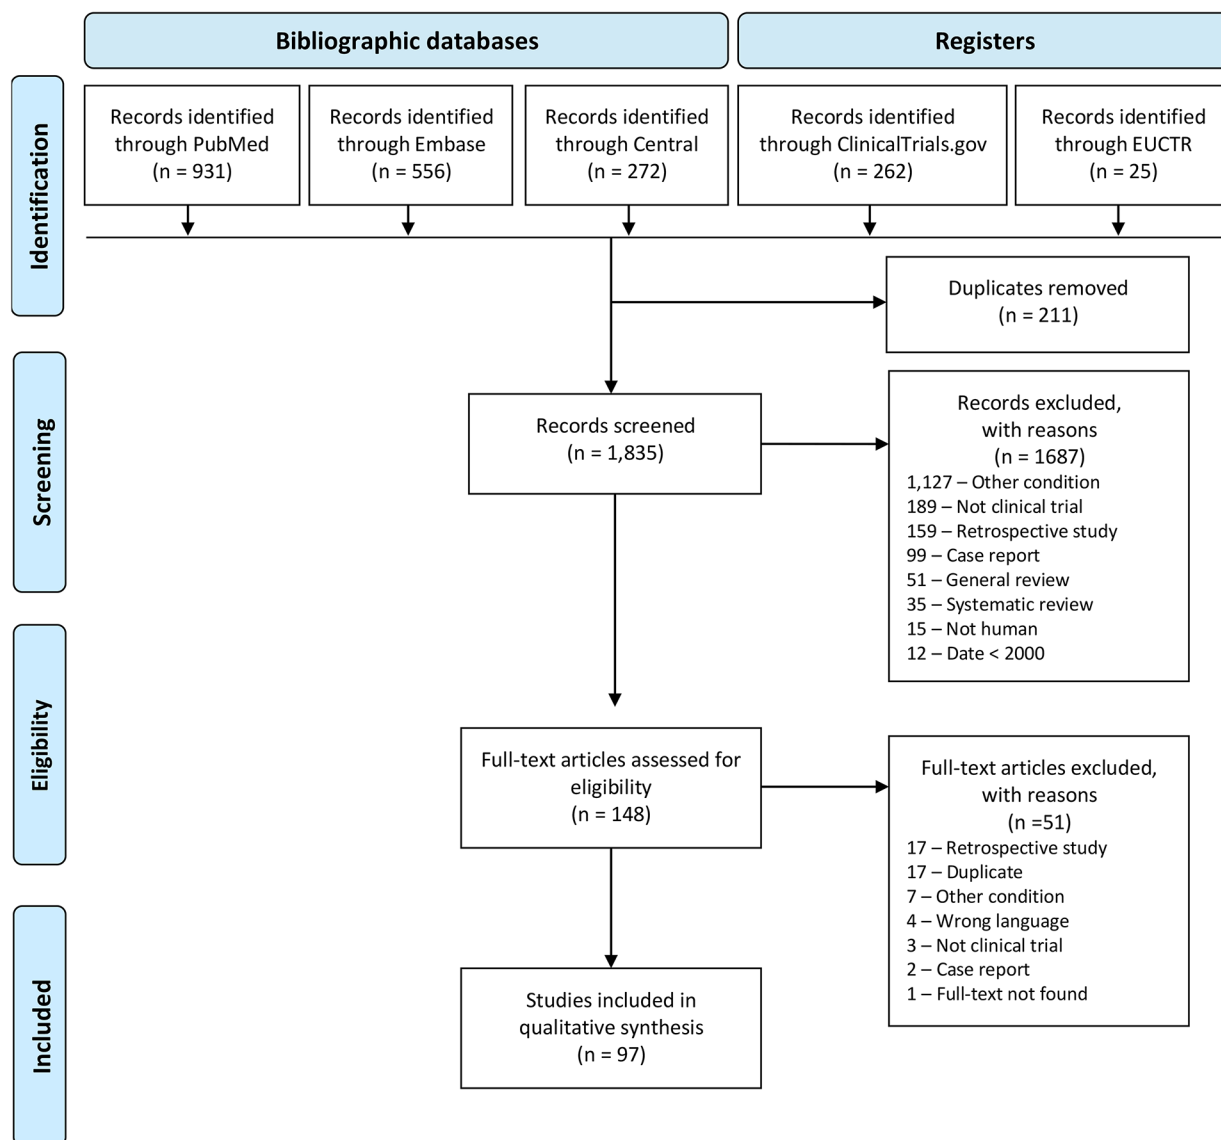 Bibliographic databases
Registers
Identification
Records identified
through PubMed
(n = 931)
Records identified
through Embase
(n = 556)
Records identified
through Central
(n = 272)
Records identified
through ClinicalTrials.gov
(n = 262)
Records identified
through EUCTR
(n = 25)
Duplicates removed
(n = 211)
Screening
Records screened
(n = 1,835)
Records excluded,
with reasons
(n = 1687)
1,127 – Other condition
189 – Not clinical trial
159 – Retrospective study
99 – Case report
51 – General review
35 – Systematic review
15 – Not human
12 – Date < 2000
Eligibility
Full-text articles assessed for
eligibility
(n = 148)
Full-text articles excluded,
with reasons
(n =51)
17 – Retrospective study
17 – Duplicate
7 – Other condition
4 – Wrong language
3 – Not clinical trial
2 – Case report
1 – Full-text not found
Included
Studies included in
qualitative synthesis
(n = 97)